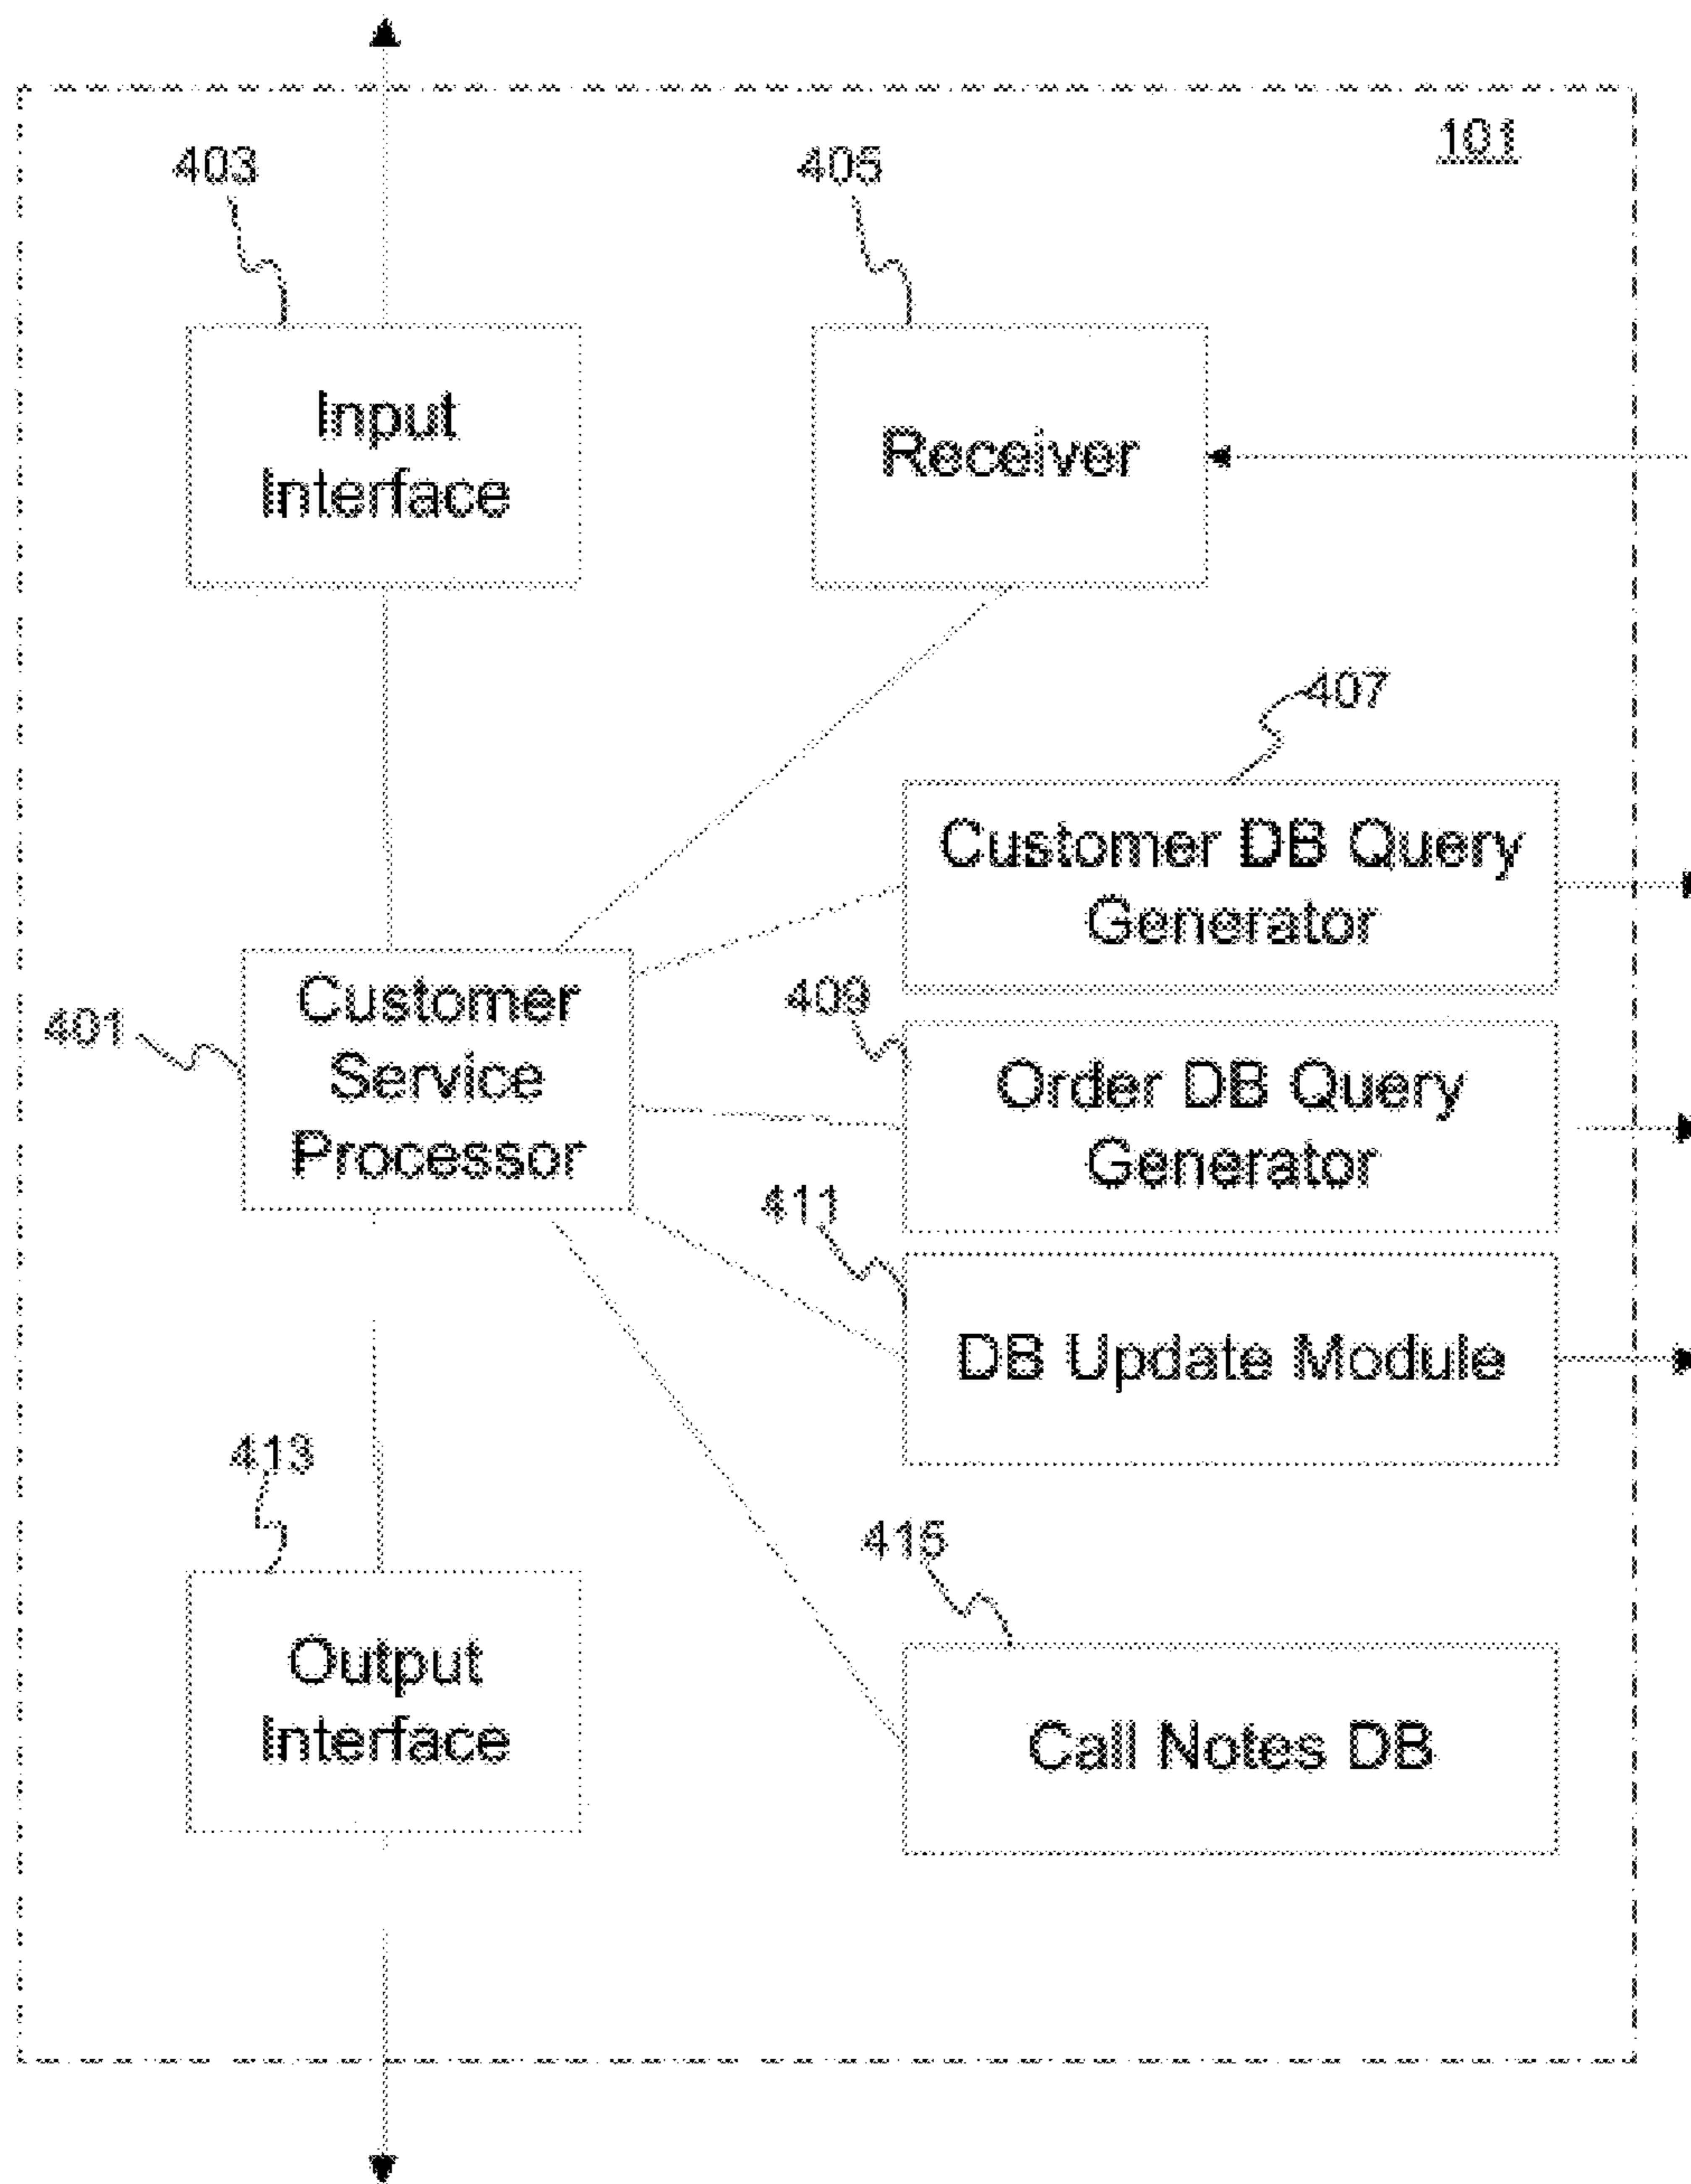 101
403
405
Input
Interface
Receiver
407
Customer DB Query
Generator
401
Customer
Service
Processor
409
Order DB Query
Generator
411
DB Update Module
413
Output
Interface
415
Call Notes DB